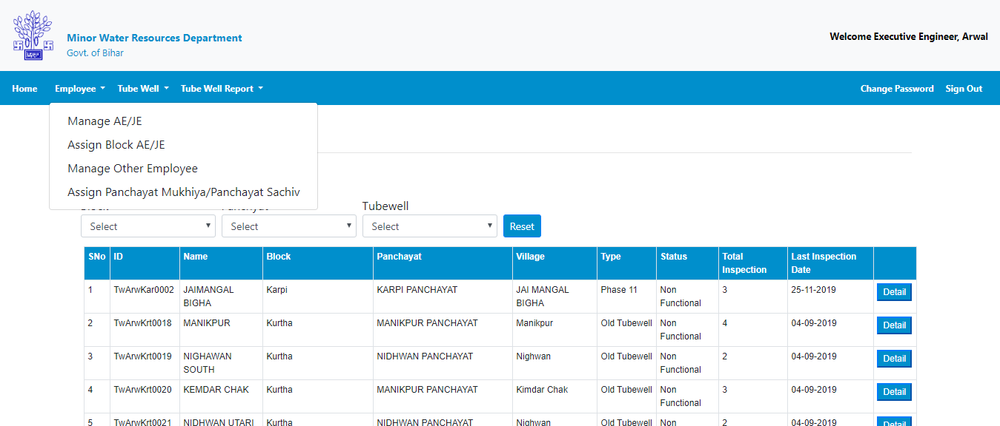 Minor Water Resources Department
Govt. of Bihar
Welcome Executive Engineer, Arwal
Home Employee Tube Well Tube Well Report Change Password Sign Out
Manage AE/JE
Assign Block AE/JE
Manage Other Employee
Assign Panchayat Mukhiya/Panchayat Sachiv
Tubewell
Select Select Select Reset
SNo ID Name Block Panchayat Village Type Status Total Last Inspection
Inspection Date
1 TwArwKar0002 JAIMANGAL Karpi KARPI PANCHAYAT JAI MANGAL Phase 11 Non 3 25-11-2019 Detail
BIGHA BIGHA Functional
2 TwArwKrt0018 MANIKPUR Kurtha MANIKPUR PANCHAYAT Manikpur Old Tubewell Non 4 04-09-2019 Detail
Functional
3 TwArwKrt0019 NIGHAWAN Kurtha NIDHWAN PANCHAYAT Nighwan Old Tubewell Non 2 04-09-2019 Detail
SOUTH Functional
4 TwArwKrt0020 KEMDAR CHAK Kurtha MANIKPUR PANCHAYAT Kimdar Chak Old Tubewell Non 3 04-09-2019 Detail
Functional
5 TwArwKrt0021 NIDHWAN UTARI Kurtha NIDHWAN PANCHAYAT Nighwan Old Tubewell Non 2 04-09-2019 Detail